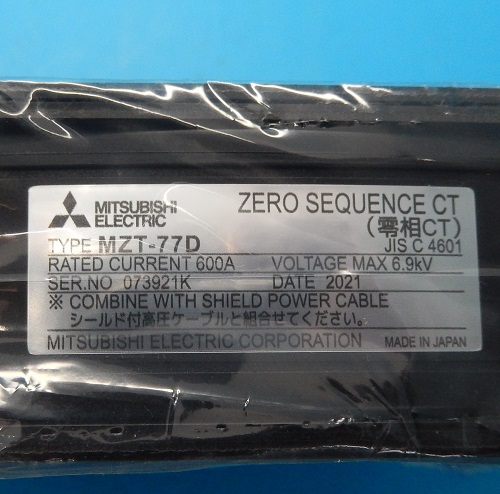 MITSUBISHI ELECTRIC
ZERO SEQUENCE CT
(零相CT)
TYPE MZT-77D
JIS C 4601
RATED CURRENT 600A VOLTAGE MAX 6.9kV
SER.NO 073921K DATE 2021
※ COMBINE WITH SHIELD POWER CABLE
シールド付高圧ケーブルと組合せてください。
MITSUBISHI ELECTRIC CORPORATION MADE IN JAPAN